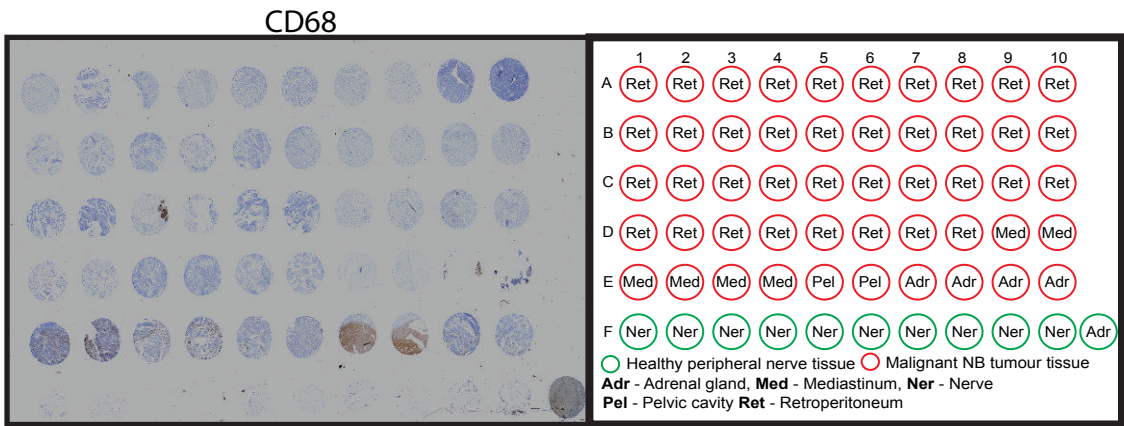 CD68
1 2 3 4 5 6 7 8 9 10
A Ret Ret Ret Ret Ret Ret Ret Ret Ret Ret
B Ret Ret Ret Ret Ret Ret Ret Ret Ret Ret
C Ret Ret Ret Ret Ret Ret Ret Ret Ret Ret
D Ret Ret Ret Ret Ret Ret Ret Ret Med Med
E Med Med Med Med Pel Pel Adr Adr Adr Adr
F Ner Ner Ner Ner Ner Ner Ner Ner Ner Ner Adr
Healthy peripheral nerve tissue Malignant NB tumour tissue
Adr - Adrenal gland, Med - Mediastinum, Ner - Nerve
Pel - Pelvic cavity Ret - Retroperitoneum